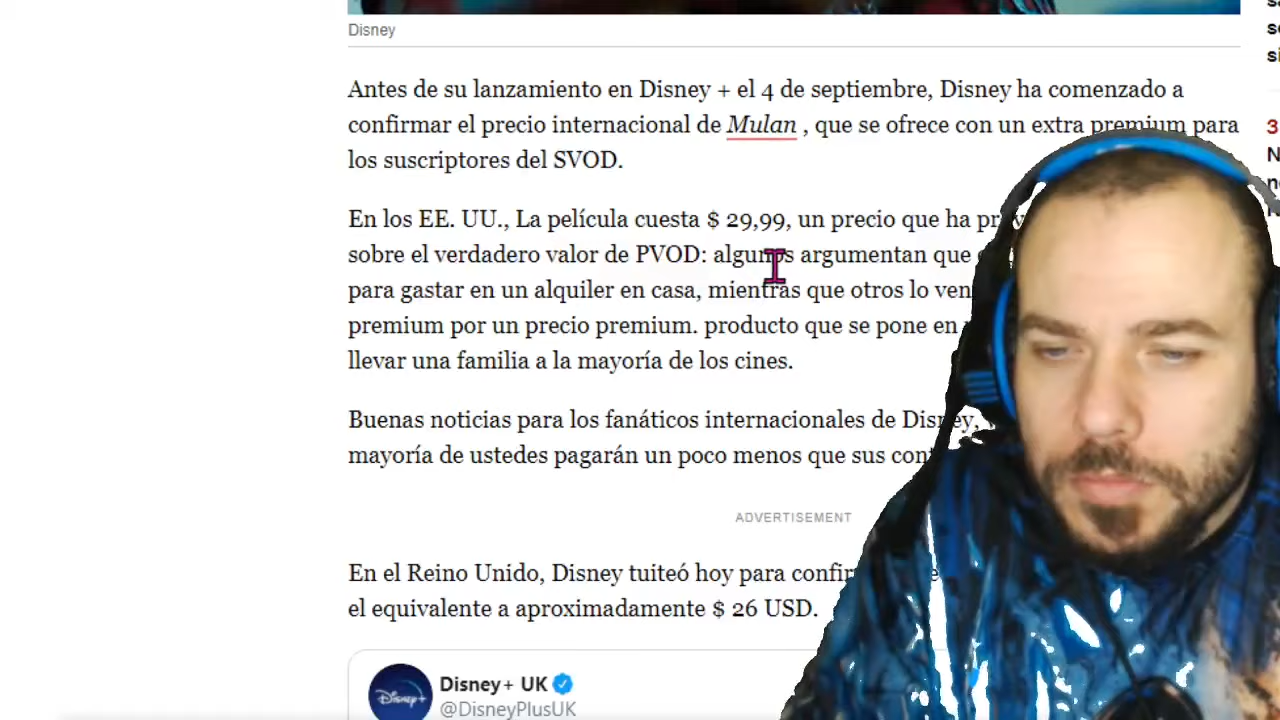 Disney
Antes de su lanzamiento en Disney + el 4 de septiembre, Disney ha comenzado a
confirmar el precio internacional de Mulan , que se ofrece con un extra premium para
los suscriptores del SVOD.
En los EE. UU., La película cuesta $ 29,99, un precio que ha
sobre el verdadero valor de PVOD: algunos argumentan que
para gastar en un alquiler en casa, mientras que otros lo ven
premium por un precio premium. producto que se pone en
llevar una familia a la mayoría de los cines.
Buenas noticias para los fanáticos internacionales de Disney,
mayoría de ustedes pagarán un poco menos que sus
ADVERTISEMENT
En el Reino Unido, Disney tuiteó hoy para
el equivalente a aproximadamente $ 26 USD.
Disney+
Disney+ UK
@DisneyPlusUK
3